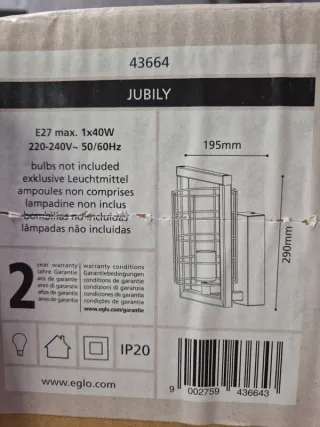 43664
JUBILY
E27 max. 1x40W
220-240V~ 50/60Hz
bulbs not included
exklusive Leuchtmittel
ampoules non comprises
lampadine non inclus
bombillas no incluidas
lâmpadas não incluídas
195mm
290mm
2
year warranty
Jahre Garantie
ans de garantie
anni di garanzia
años de garantía
anos de garantia
warranty conditions
Garantiebedingungen
conditions de garantie
condizioni di garanzia
condiciones de garantía
condições de garantia
www.eglo.com/garantie
IP20
www.eglo.com
9 002759 436643